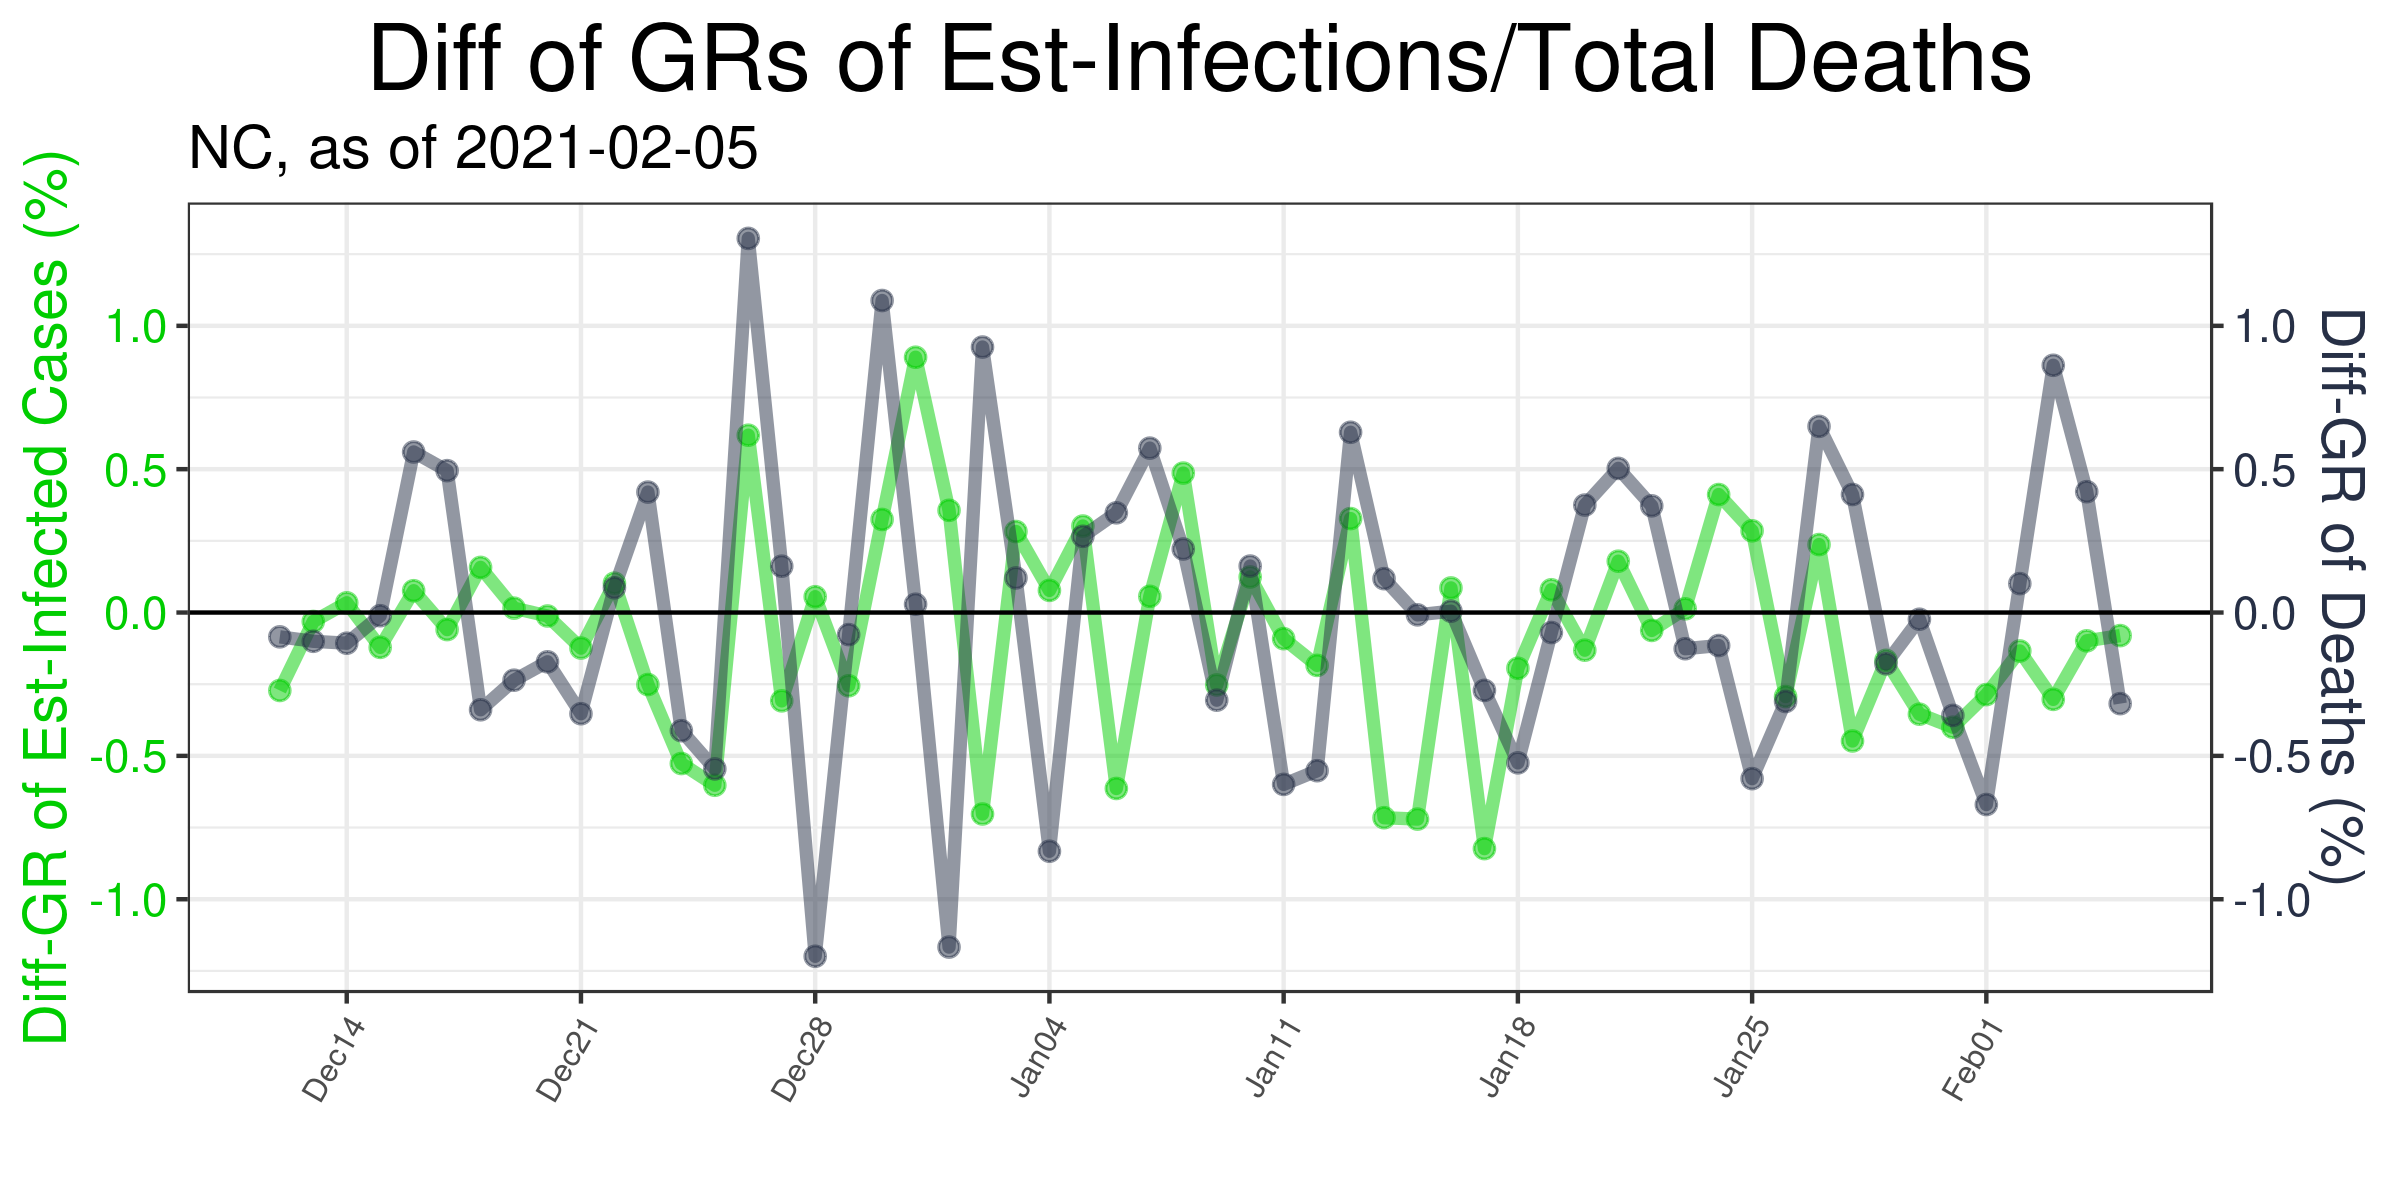 Diff of GRs of Est-Infections/Total Deaths
NC, as of 2021-02-05
Diff-GR of Est-Infected Cases (%)
1.0
0.5
0.0
-0.5
-1.0
1.0
0.5
0.0
-0.5
-1.0
Diff-GR of Deaths (%)
Dec14
Dec21
Dec28
Jan04
Jan11
Jan18
Jan25
Feb01